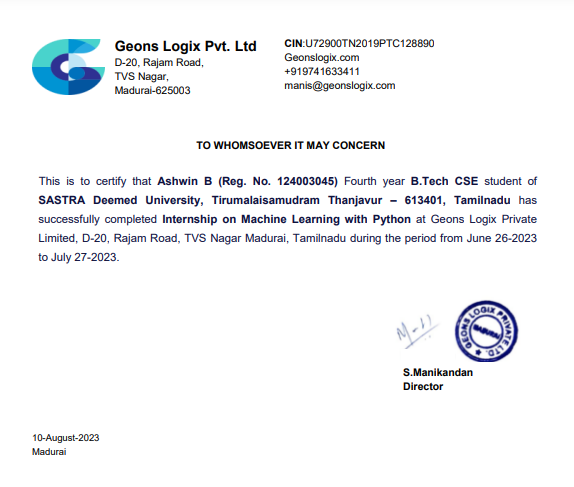 Geons Logix Pvt. Ltd
D-20, Rajam Road,
TVS Nagar,
Madurai-625003
CIN:U72900TN2019PTC128890
Geonslogix.com
+919741633411
manis@geonslogix.com
TO WHOMSOEVER IT MAY CONCERN
This is to certify that Ashwin B (Reg. No. 124003045) Fourth year B.Tech CSE student of
SASTRA Deemed University, Tirumalaisamudram Thanjavur – 613401, Tamilnadu has
successfully completed Internship on Machine Learning with Python at Geons Logix Private
Limited, D-20, Rajam Road, TVS Nagar Madurai, Tamilnadu during the period from June 26-2023
to July 27-2023.
GEONS LOGIX PRIVATE LTD.
MADURAI
S.Manikandan
Director
10-August-2023
Madurai